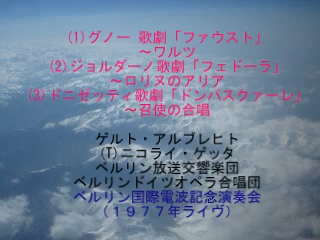 (1)グノー 歌劇「ファウスト」
～ワルツ
(2)ジョルダーノ歌劇「フェドーラ」
～ロリスのアリア
(3)ドニゼッティ歌劇「ドンパスクァーレ」
～召使の合唱
ゲルト・アルブレヒト
(T)ニコライ・ゲッタ
ベルリン放送交響楽団
ベルリンドイツオペラ合唱団
ベルリン国際電波記念演奏会
(１９７７年ライヴ)